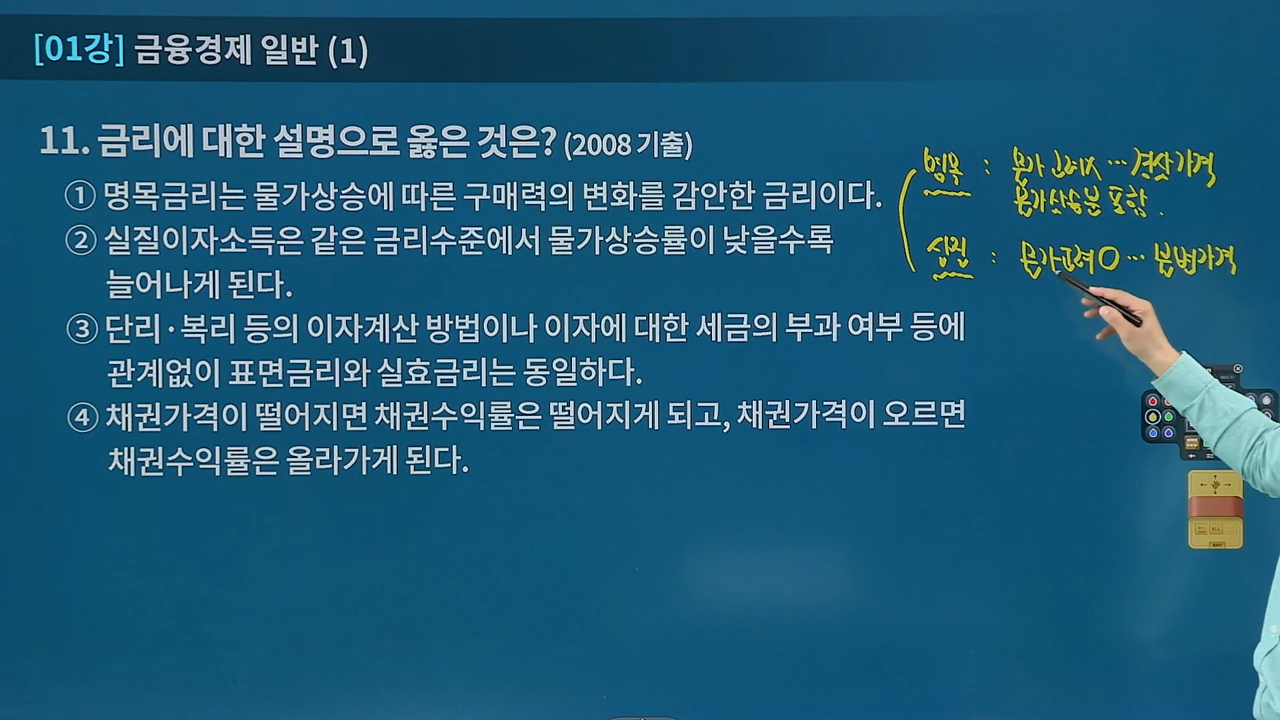 [01강] 금융경제 일반 (1)
11. 금리에 대한 설명으로 옳은 것은? (2008 기출)
① 명목금리는 물가상승에 따른 구매력의 변화를 감안한 금리이다.
② 실질이자소득은 같은 금리수준에서 물가상승률이 낮을수록
늘어나게 된다.
③ 단리·복리 등의 이자계산 방법이나 이자에 대한 세금의 부과 여부 등에
관계없이 표면금리와 실효금리는 동일하다.
④ 채권가격이 떨어지면 채권수익률은 떨어지게 되고, 채권가격이 오르면
채권수익률은 올라가게 된다.
명목 : 물가고려X … 경상가격
물가상승분 포함.
실질 : 물가고려O … 불변가격